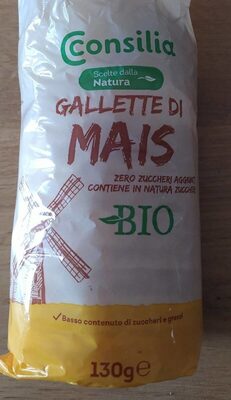 Consilia
Scelte dalla
Natura
GALLETTE DI
MAIS
ZERO ZUCCHERI AGGIUNTI
CONTIENE IN NATURA ZUCCHERI
BIO
✓Basso contenuto di zuccheri e grassi
130g℮